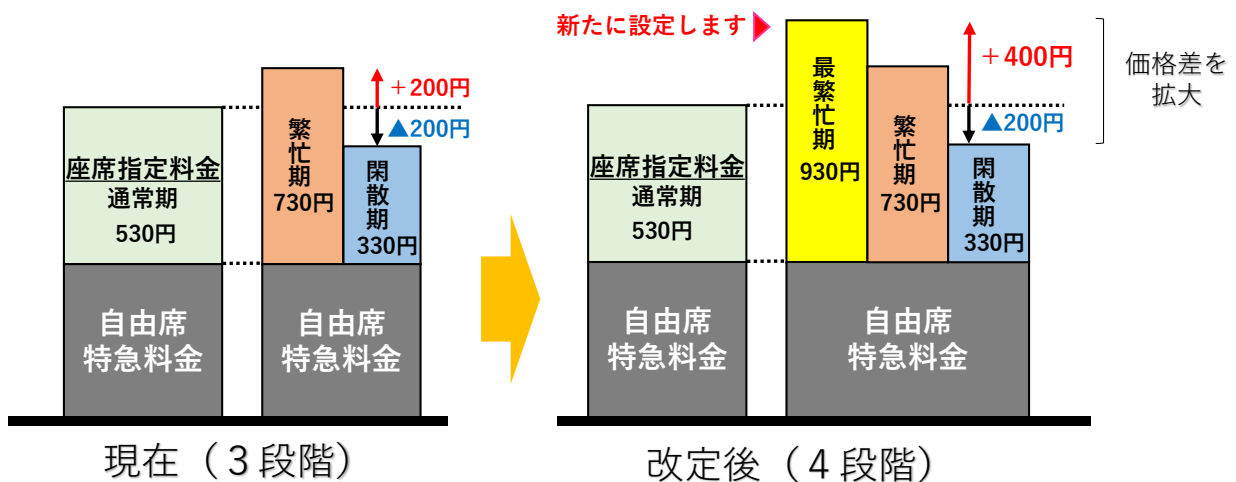 座席指定料金
通常期
530円
繁忙期
730円
閑散期
330円
＋200円
▲200円
自由席
特急料金
自由席
特急料金
現在（３段階）
新たに設定します
座席指定料金
通常期
530円
最繁忙期
930円
繁忙期
730円
閑散期
330円
＋400円
▲200円
価格差を
拡大
自由席
特急料金
自由席
特急料金
改定後（４段階）